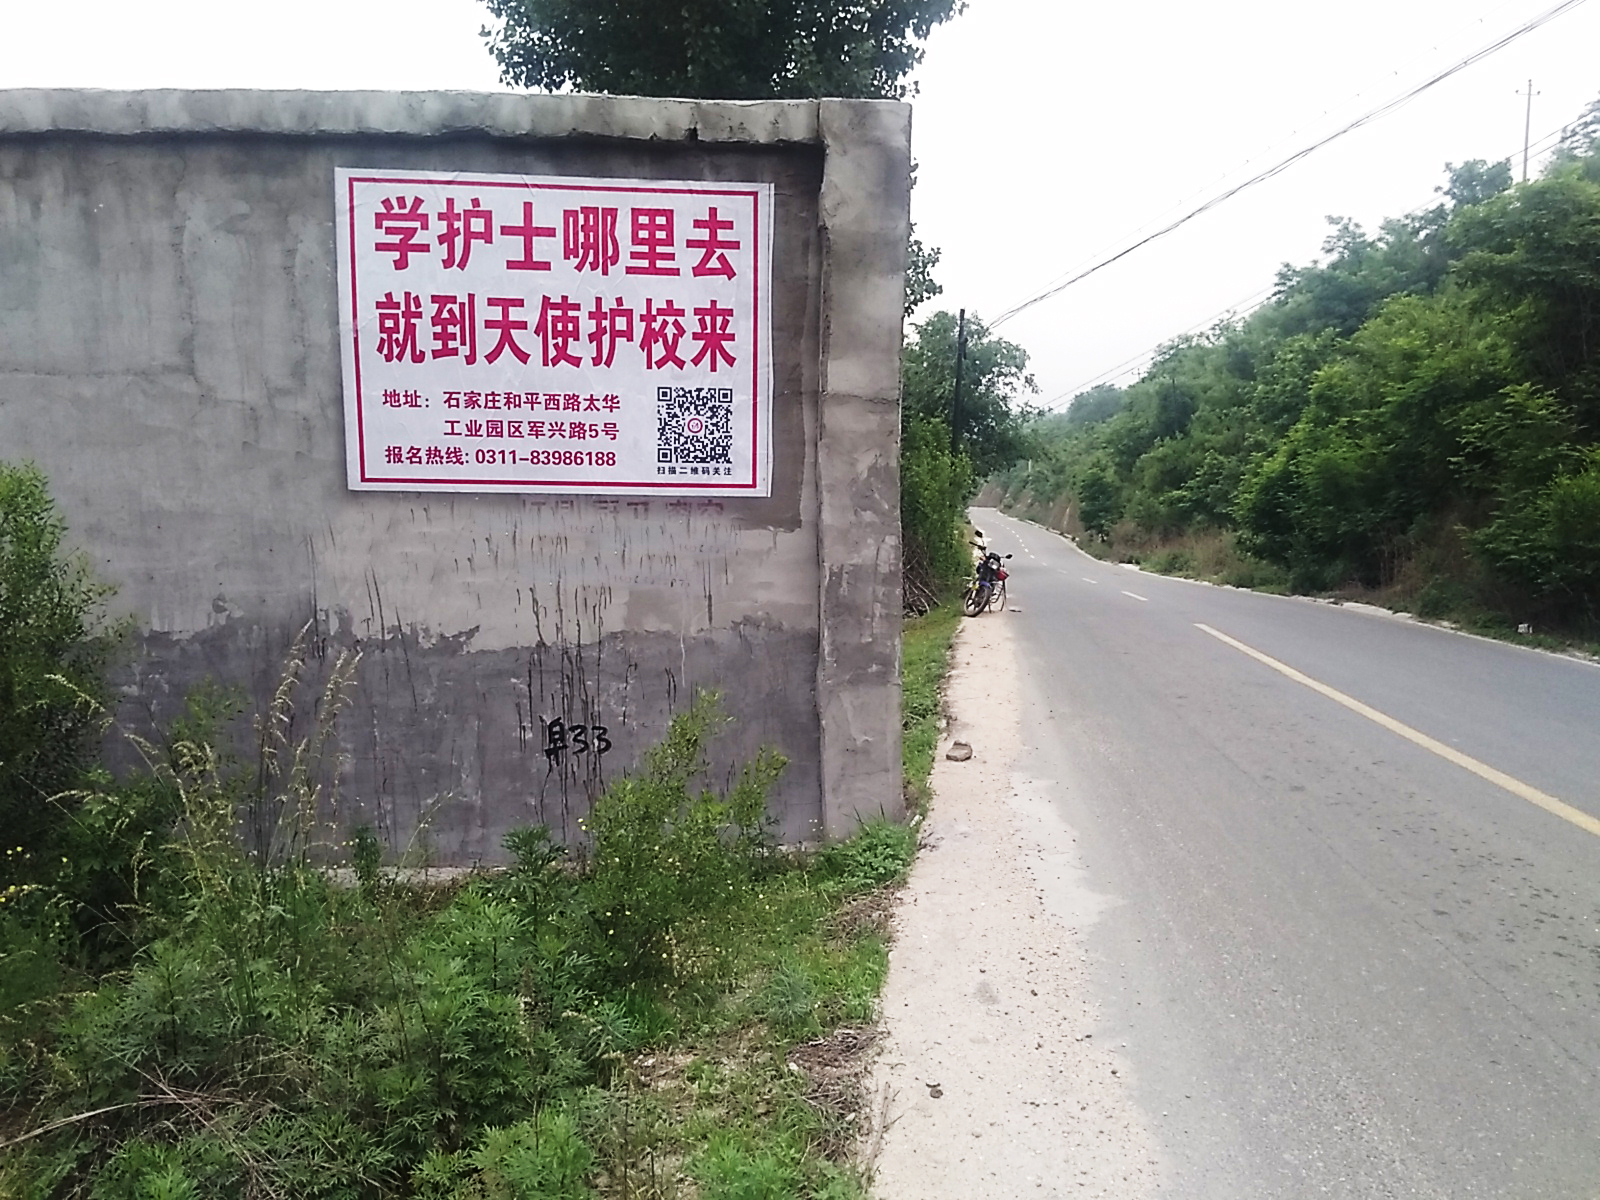 学护士哪里去
就到天使护校来
地址：石家庄和平西路太华
工业园区军兴路5号
报名热线：0311-83986188
扫描二维码关注
33